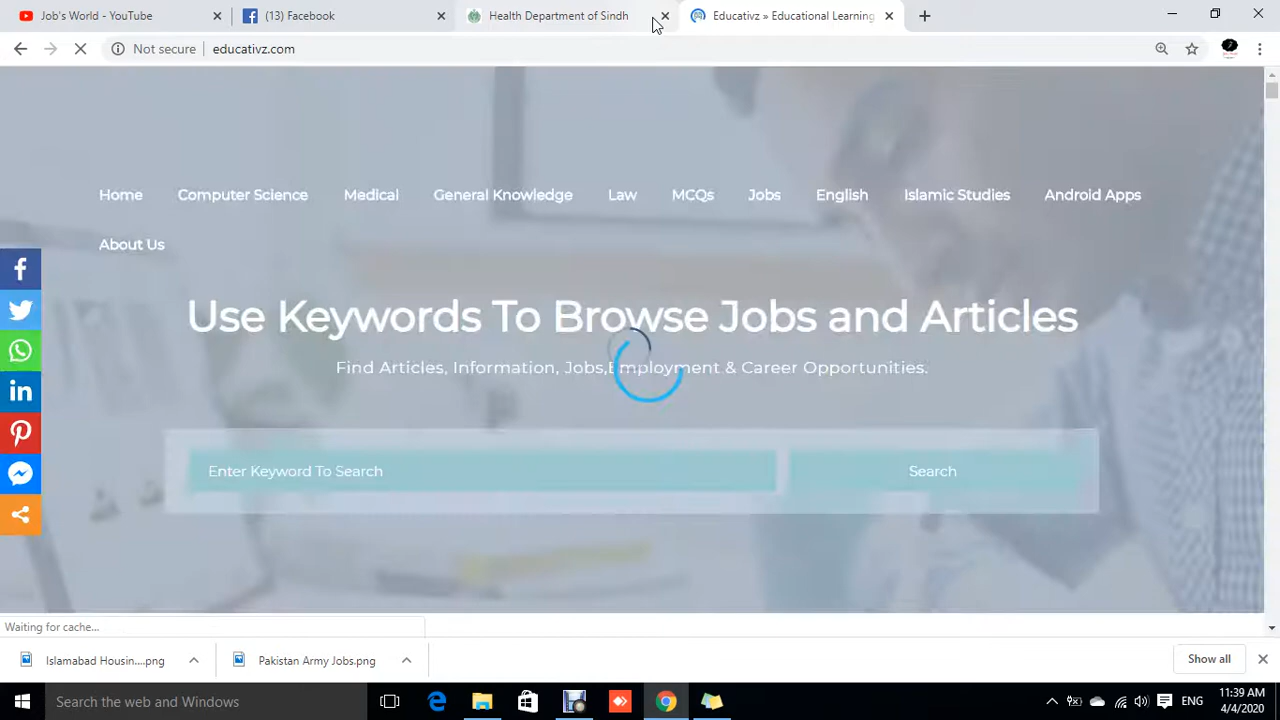 Job's World - YouTube
(13) Facebook
Health Department of Sindh
Educativz » Educational Learning
Not secure
educativz.com
Home
Computer Science
Medical
General Knowledge
Law
MCQs
Jobs
English
Islamic Studies
Android Apps
About Us
Use Keywords To Browse Jobs and Articles
Find Articles, Information, Jobs,Employment & Career Opportunities.
Enter Keyword To Search
Search
Waiting for cache...
Islamabad Housin....png
Pakistan Army Jobs.png
Show all
Search the web and Windows
ENG
11:39 AM
4/4/2020